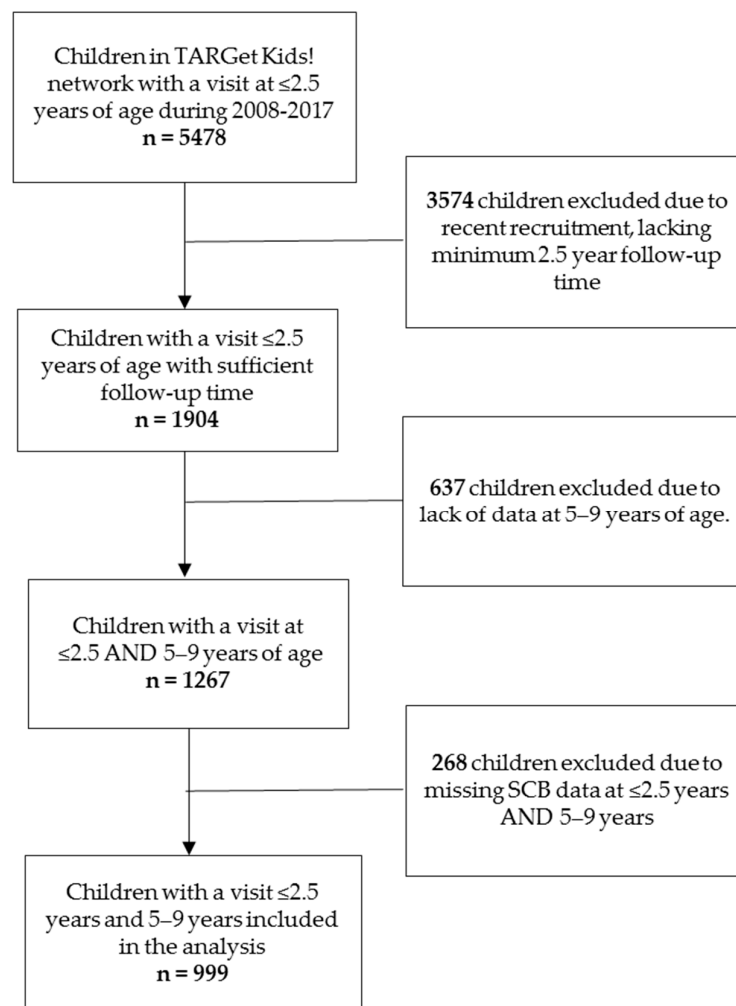 Children in TARGet Kids!
network with a visit at ≤2.5
years of age during 2008-2017
n = 5478
3574 children excluded due to
recent recruitment, lacking
minimum 2.5 year follow-up
time
Children with a visit ≤2.5
years of age with sufficient
follow-up time
n = 1904
637 children excluded due to
lack of data at 5–9 years of age.
Children with a visit at
≤2.5 AND 5–9 years of age
n = 1267
268 children excluded due to
missing SCB data at ≤2.5 years
AND 5–9 years
Children with a visit ≤2.5
years and 5–9 years included
in the analysis
n = 999